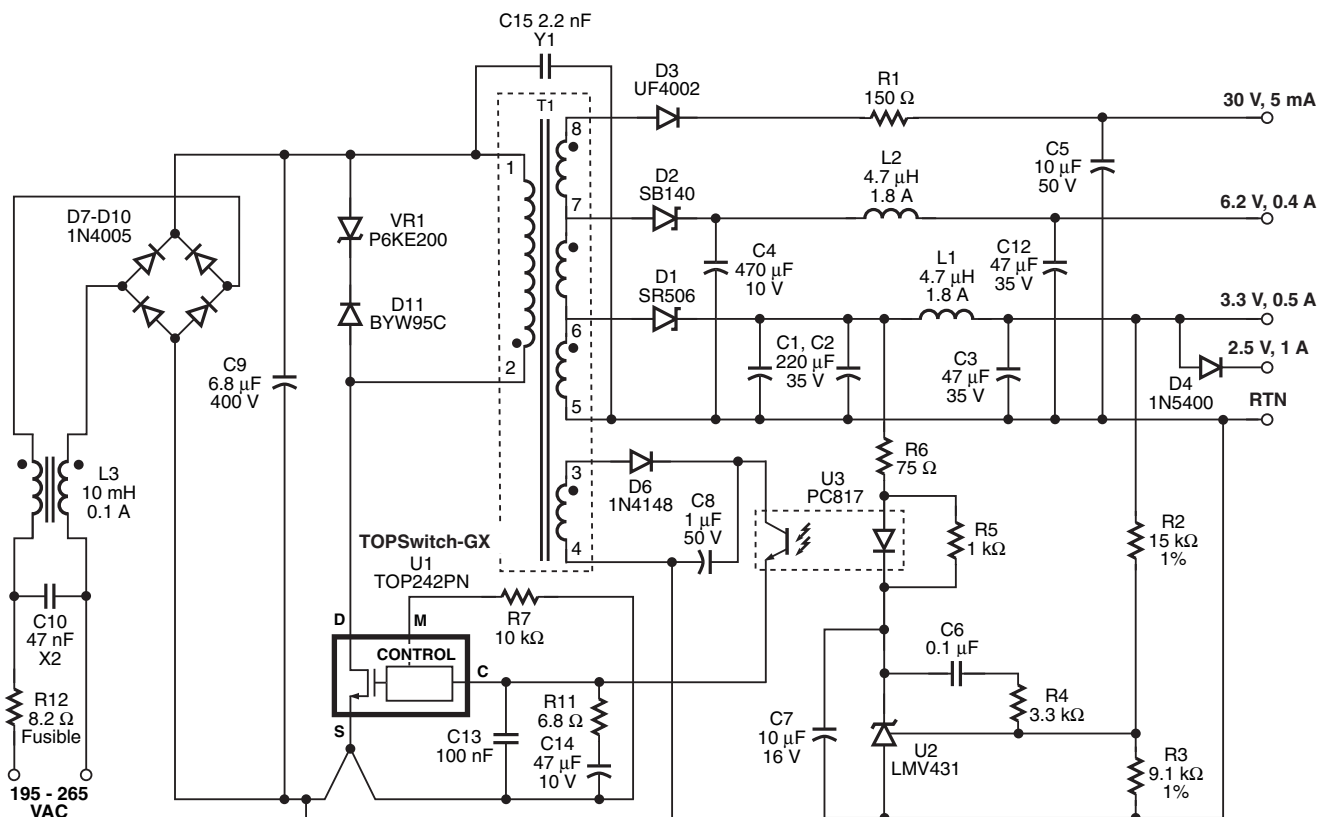 C15 2.2 nF
Y1
D3
UF4002
R1
150 Ω
30 V, 5 mA
T1
8
1
C5
10 µF
50 V
D2
SB140
L2
4.7 µH
1.8 A
7
6.2 V, 0.4 A
D7-D10
1N4005
VR1
P6KE200
C4
470 µF
10 V
C12
47 µF
35 V
L1
4.7 µH
1.8 A
D1
SR506
3.3 V, 0.5 A
D11
BYW95C
6
2
C1, C2
220 µF
35 V
C3
47 µF
35 V
2.5 V, 1 A
D4
1N5400
C9
6.8 µF
400 V
5
RTN
L3
10 mH
0.1 A
3
D6
1N4148
C8
1 µF
50 V
R6
75 Ω
U3
PC817
R5
1 kΩ
R2
15 kΩ
1%
4
TOPSwitch-GX
U1
TOP242PN
R7
10 kΩ
C10
47 nF
X2
D
M
CONTROL
C
S
R12
8.2 Ω
Fusible
C6
0.1 µF
R4
3.3 kΩ
R11
6.8 Ω
C13
100 nF
C14
47 µF
10 V
C7
10 µF
16 V
U2
LMV431
R3
9.1 kΩ
1%
195 - 265
VAC